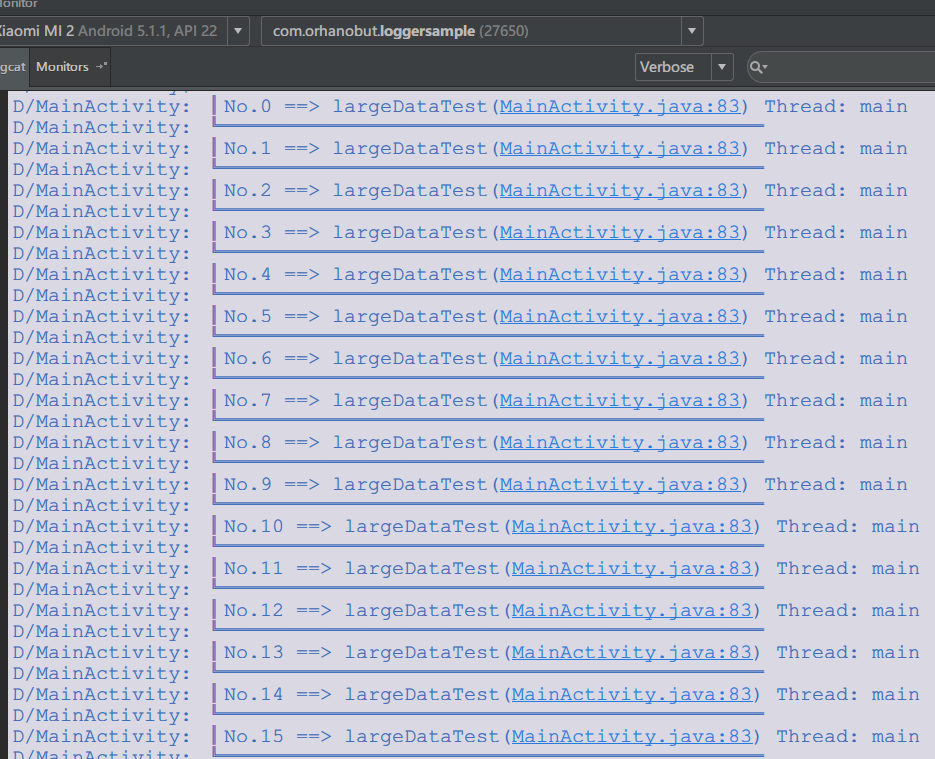 Monitor
Xiaomi MI 2 Android 5.1.1, API 22 com.orhanobut.loggersample (27650)
gcat Monitors Verbose
D/MainActivity: No.0 ==> largeDataTest(MainActivity.java:83) Thread: main
D/MainActivity:
D/MainActivity: No.1 ==> largeDataTest(MainActivity.java:83) Thread: main
D/MainActivity:
D/MainActivity: No.2 ==> largeDataTest(MainActivity.java:83) Thread: main
D/MainActivity:
D/MainActivity: No.3 ==> largeDataTest(MainActivity.java:83) Thread: main
D/MainActivity:
D/MainActivity: No.4 ==> largeDataTest(MainActivity.java:83) Thread: main
D/MainActivity:
D/MainActivity: No.5 ==> largeDataTest(MainActivity.java:83) Thread: main
D/MainActivity:
D/MainActivity: No.6 ==> largeDataTest(MainActivity.java:83) Thread: main
D/MainActivity:
D/MainActivity: No.7 ==> largeDataTest(MainActivity.java:83) Thread: main
D/MainActivity:
D/MainActivity: No.8 ==> largeDataTest(MainActivity.java:83) Thread: main
D/MainActivity:
D/MainActivity: No.9 ==> largeDataTest(MainActivity.java:83) Thread: main
D/MainActivity:
D/MainActivity: No.10 ==> largeDataTest(MainActivity.java:83) Thread: main
D/MainActivity:
D/MainActivity: No.11 ==> largeDataTest(MainActivity.java:83) Thread: main
D/MainActivity:
D/MainActivity: No.12 ==> largeDataTest(MainActivity.java:83) Thread: main
D/MainActivity:
D/MainActivity: No.13 ==> largeDataTest(MainActivity.java:83) Thread: main
D/MainActivity:
D/MainActivity: No.14 ==> largeDataTest(MainActivity.java:83) Thread: main
D/MainActivity:
D/MainActivity: No.15 ==> largeDataTest(MainActivity.java:83) Thread: main
D/MainActivity: